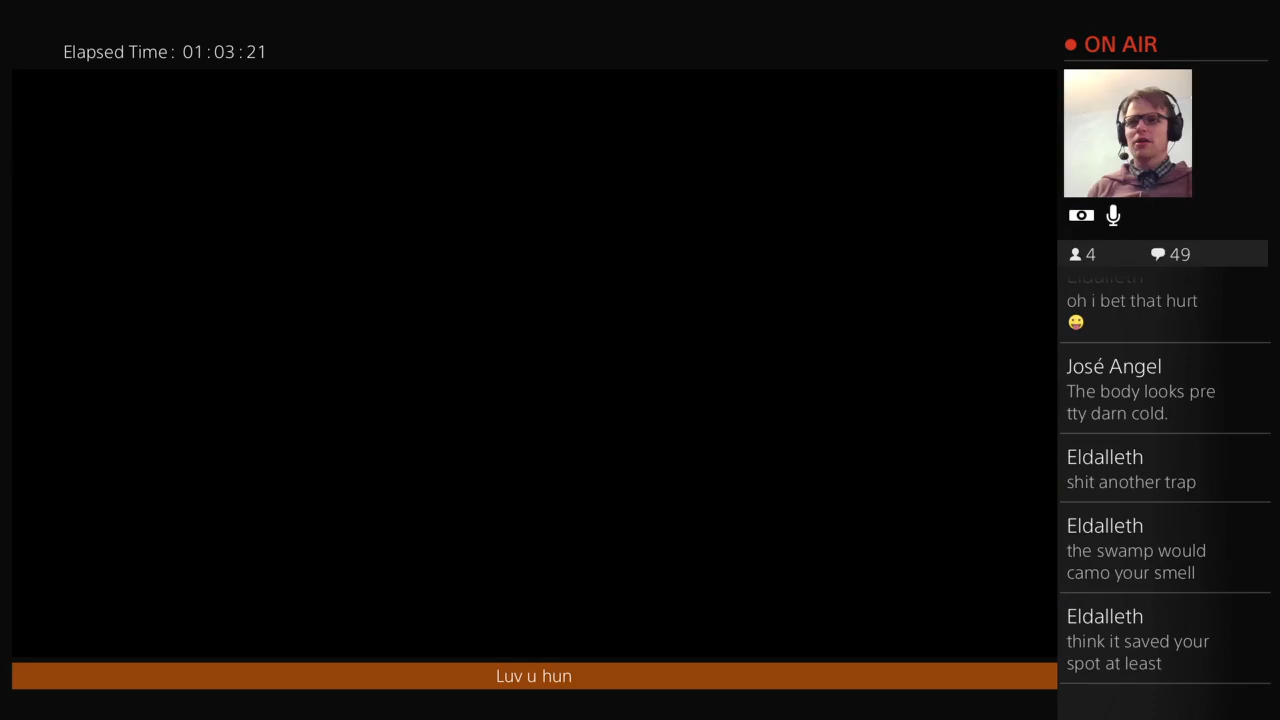 Elapsed Time: 01:03:21
ON AIR
4 49
Eldalleth
oh i bet that hurt
José Angel
The body looks pre
tty darn cold.
Eldalleth
shit another trap
Eldalleth
the swamp would
camo your smell
Eldalleth
think it saved your
spot at least
Luv u hun